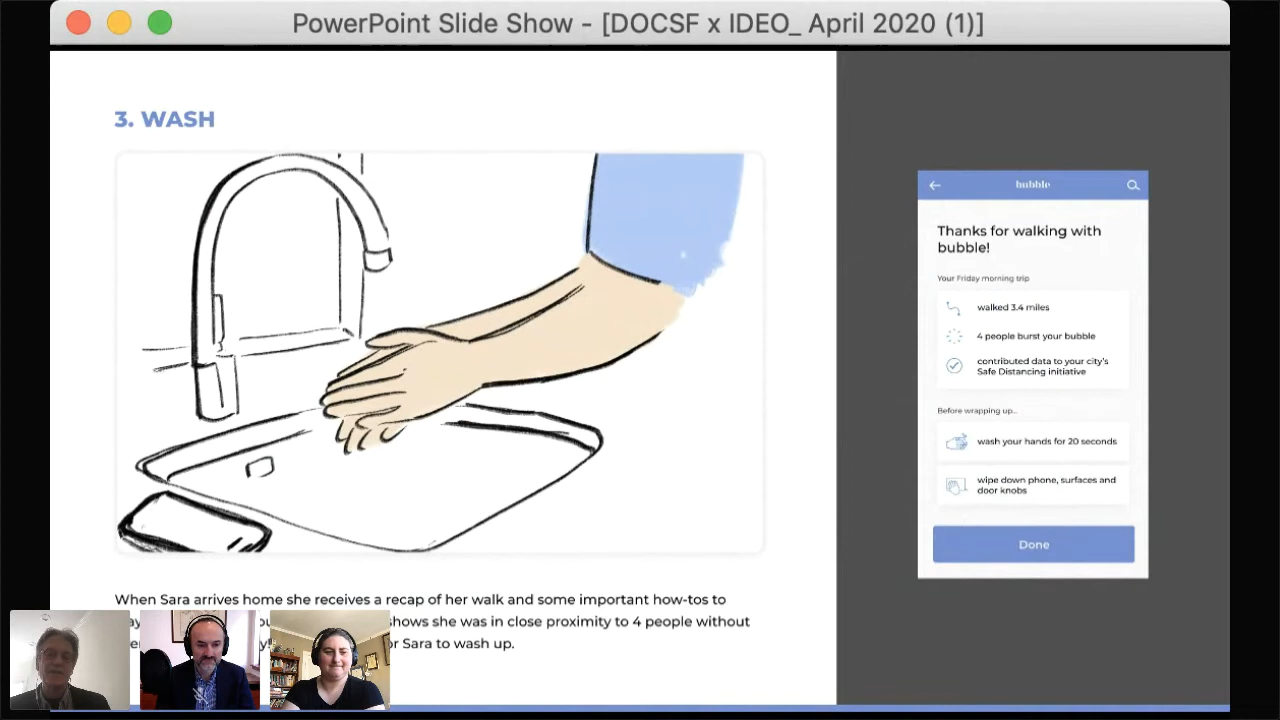 PowerPoint Slide Show - [DOCSF x IDEO_ April 2020 (1)]
3. WASH
When Sara arrives home she receives a recap of her walk and some important how-tos to
shows she was in close proximity to 4 people without
Sara to wash up.
bubble
Thanks for walking with
bubble!
Your Friday morning trip
walked 3.4 miles
4 people burst your bubble
contributed data to your city's
Safe Distancing initiative
Before wrapping up...
wash your hands for 20 seconds
wipe down phone, surfaces and
door knobs
Done